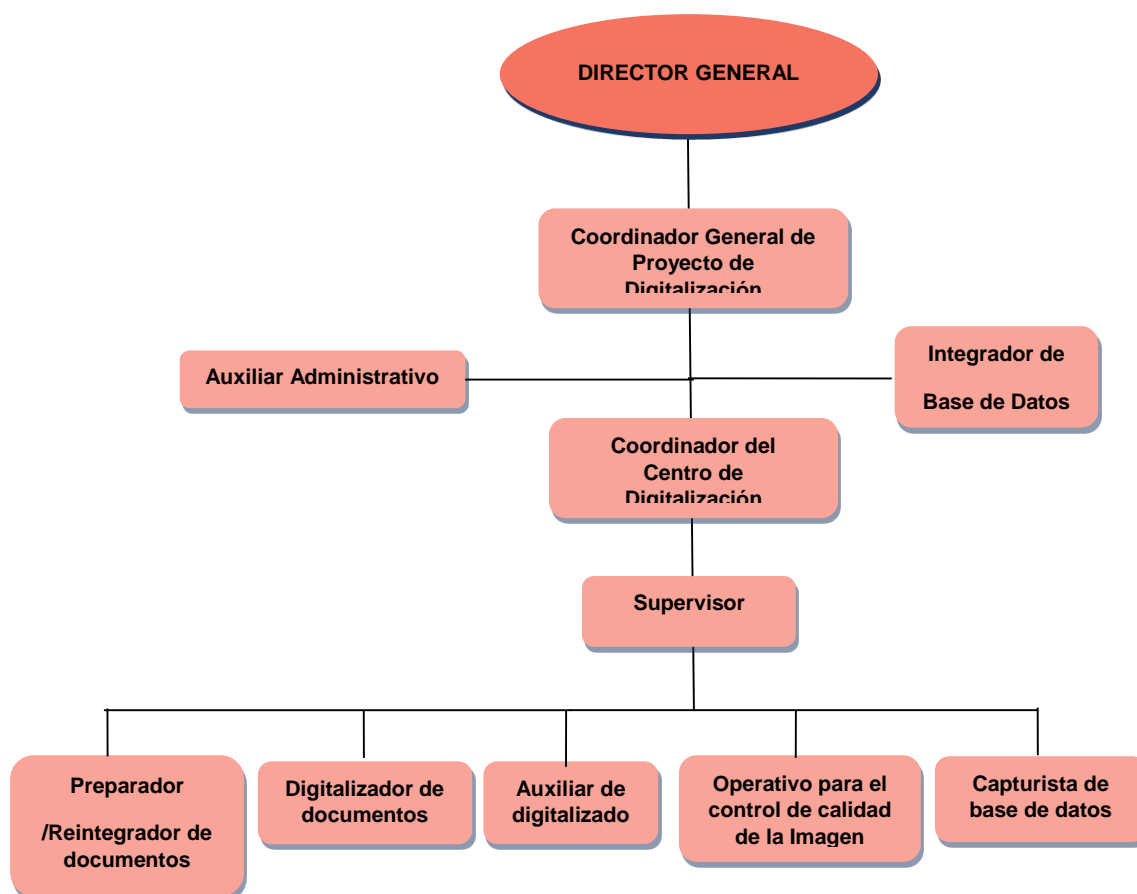 DIRECTOR GENERAL
Coordinador General de
Proyecto de
Digitalización
Auxiliar Administrativo
Integrador de
Base de Datos
Coordinador del
Centro de
Digitalización
Supervisor
Preparador
/Reintegrador de
documentos
Digitalizador de
documentos
Auxiliar de
digitalizado
Operativo para el
control de calidad
de la Imagen
Capturista de
base de datos